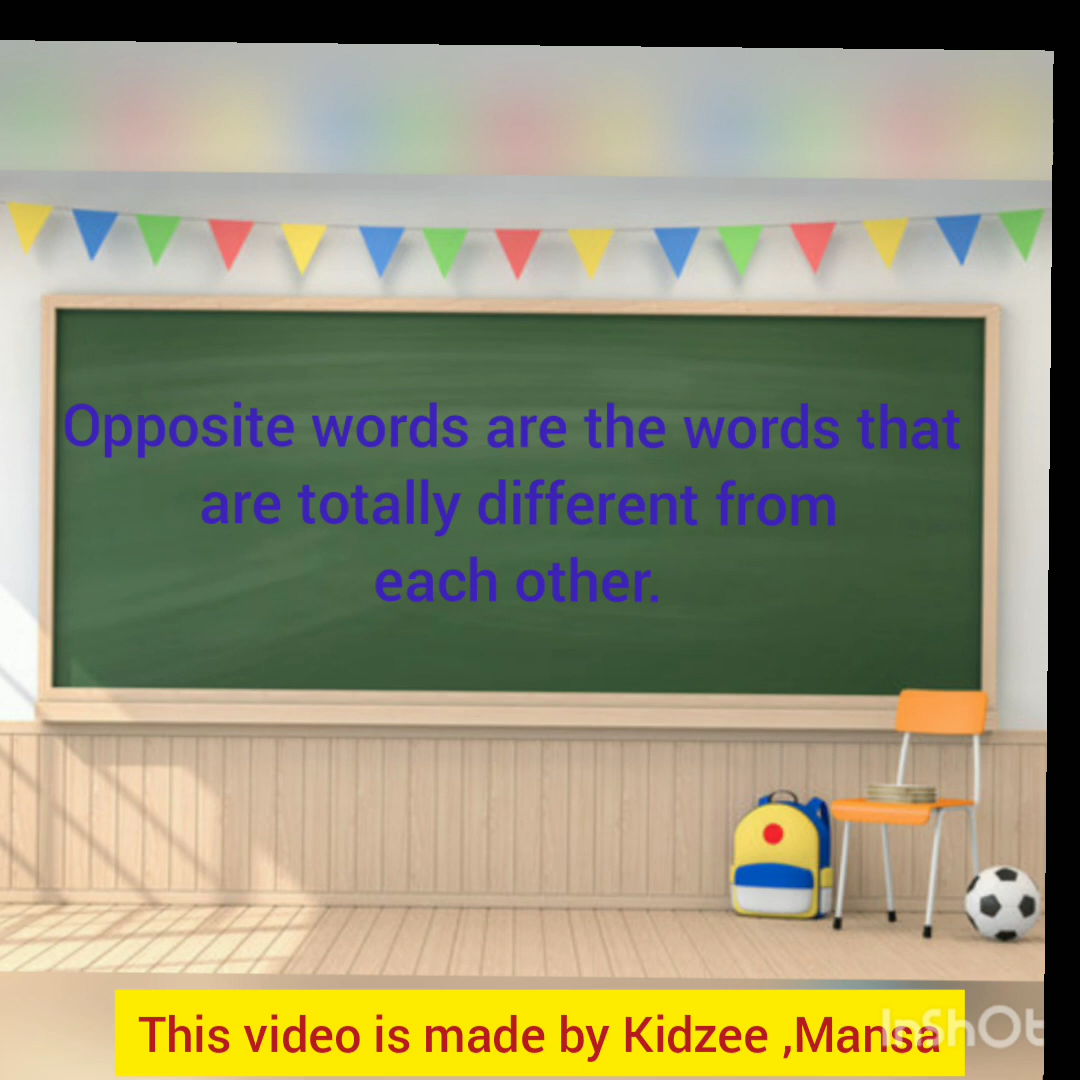 Opposite words are the words that
are totally different from
each other.
This video is made by Kidzee ,Mansa
InShOt